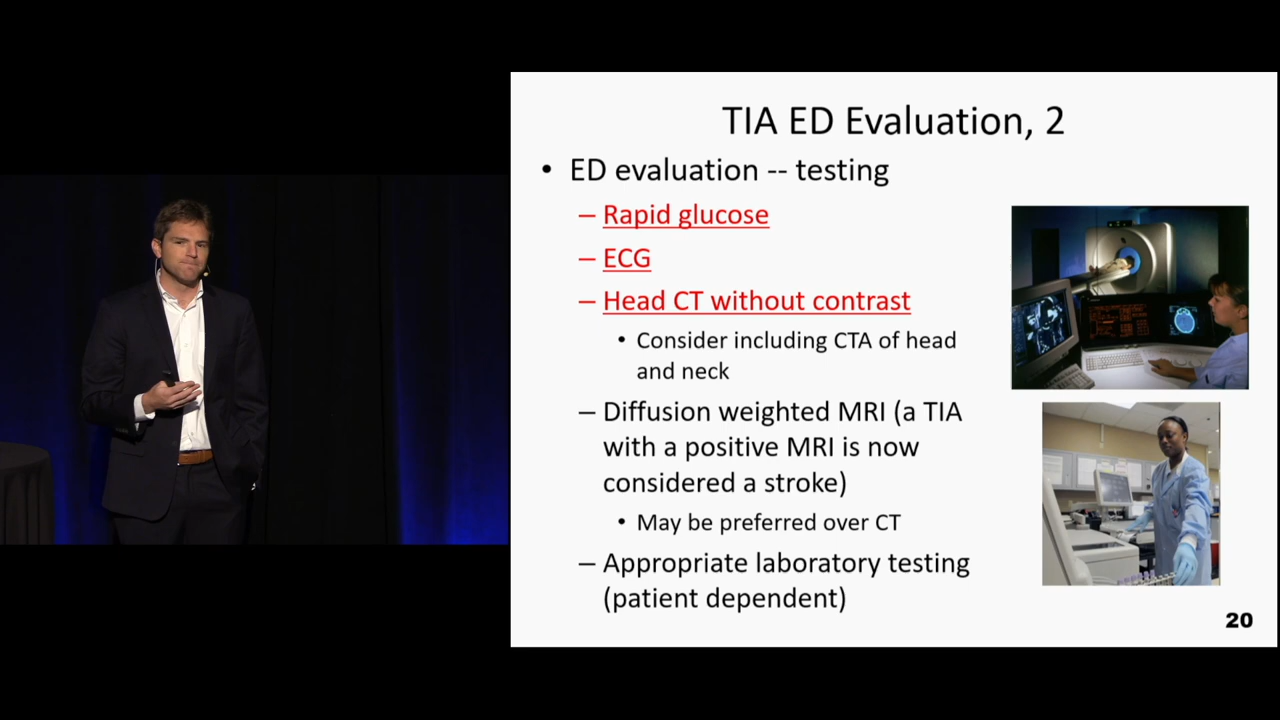 TIA ED Evaluation, 2
• ED evaluation -- testing
– Rapid glucose
– ECG
– Head CT without contrast
• Consider including CTA of head
and neck
– Diffusion weighted MRI (a TIA
with a positive MRI is now
considered a stroke)
• May be preferred over CT
– Appropriate laboratory testing
(patient dependent)
20